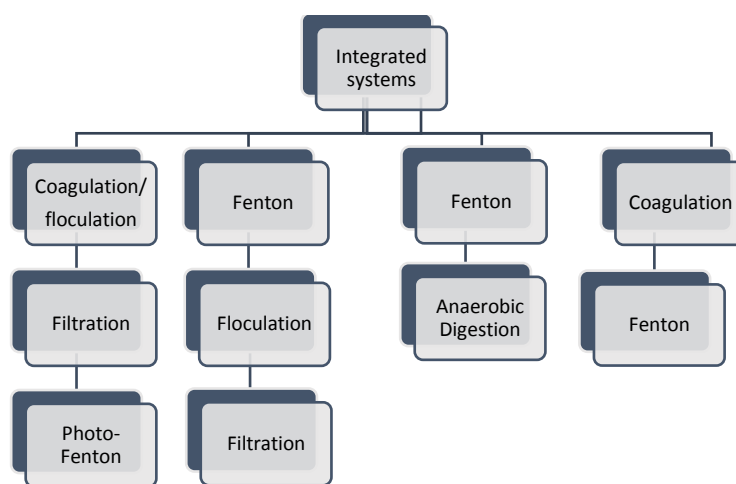 Integrated
systems
Coagulation/
floculation
Fenton
Fenton
Coagulation
Filtration
Floculation
Anaerobic
Digestion
Fenton
Photo-
Fenton
Filtration